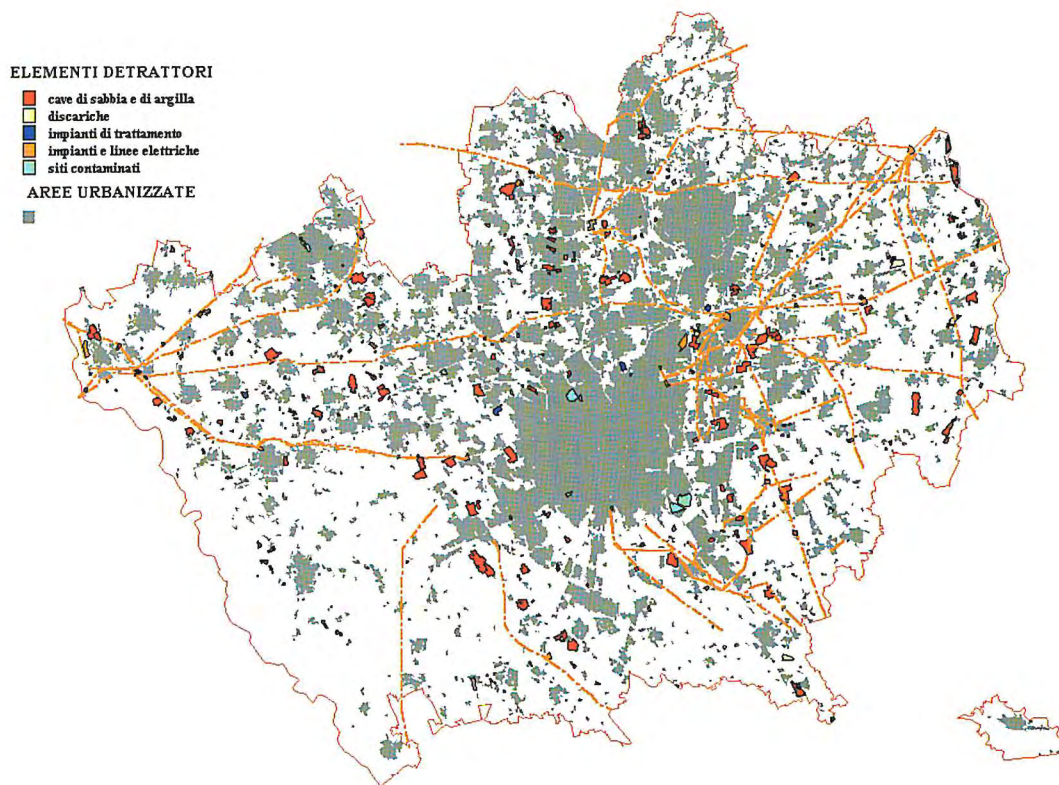 ELEMENTI DETRATTORI
cave di sabbia e di argilla
discariche
impianti di trattamento
impianti e linee elettriche
siti contaminati
AREE URBANIZZATE